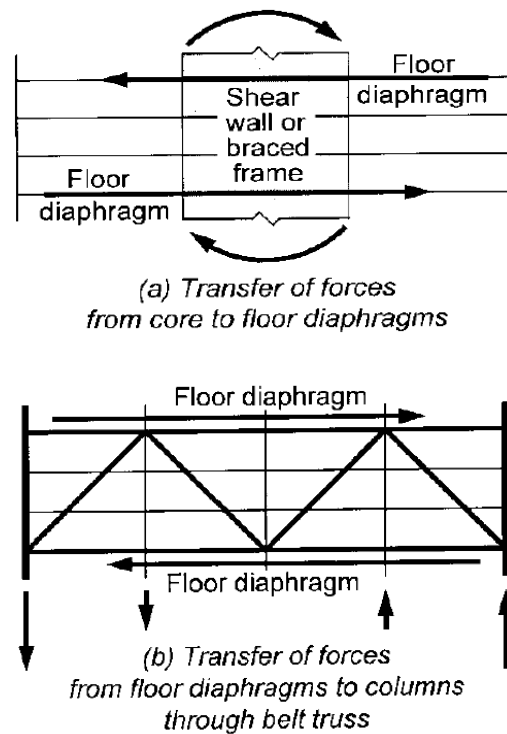 Floor
diaphragm
Shear
wall or
braced
frame
Floor
diaphragm
(a) Transfer of forces
from core to floor diaphragms
Floor diaphragm
Floor diaphragm
(b) Transfer of forces
from floor diaphragms to columns
through belt truss